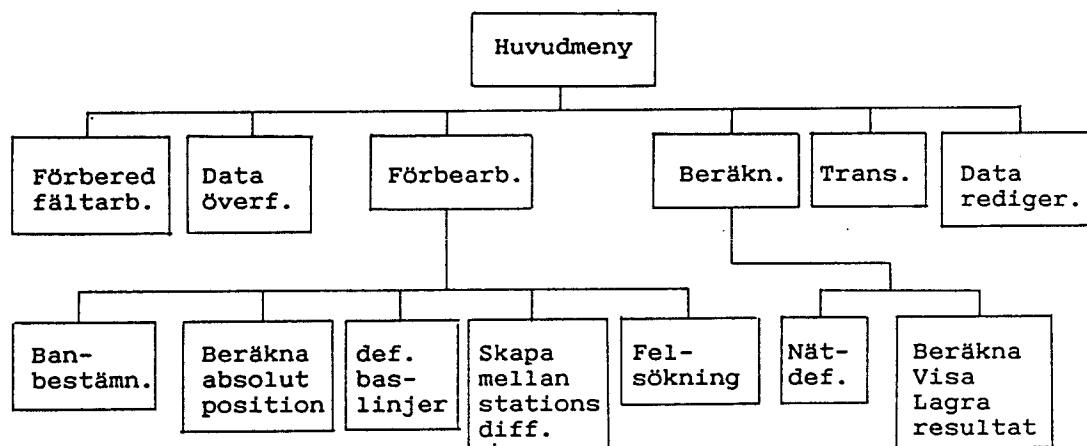 Huvudmeny
Förbered
fältarb.
Data
överf.
Förbearb.
Beräkn.
Trans.
Data
rediger.
Ban-
bestämn.
Beräkna
absolut
position
def.
bas-
linjer
Skapa
mellan
stations
diff.
Fel-
sökning
Nät-
def.
Beräkna
Visa
Lagra
resultat